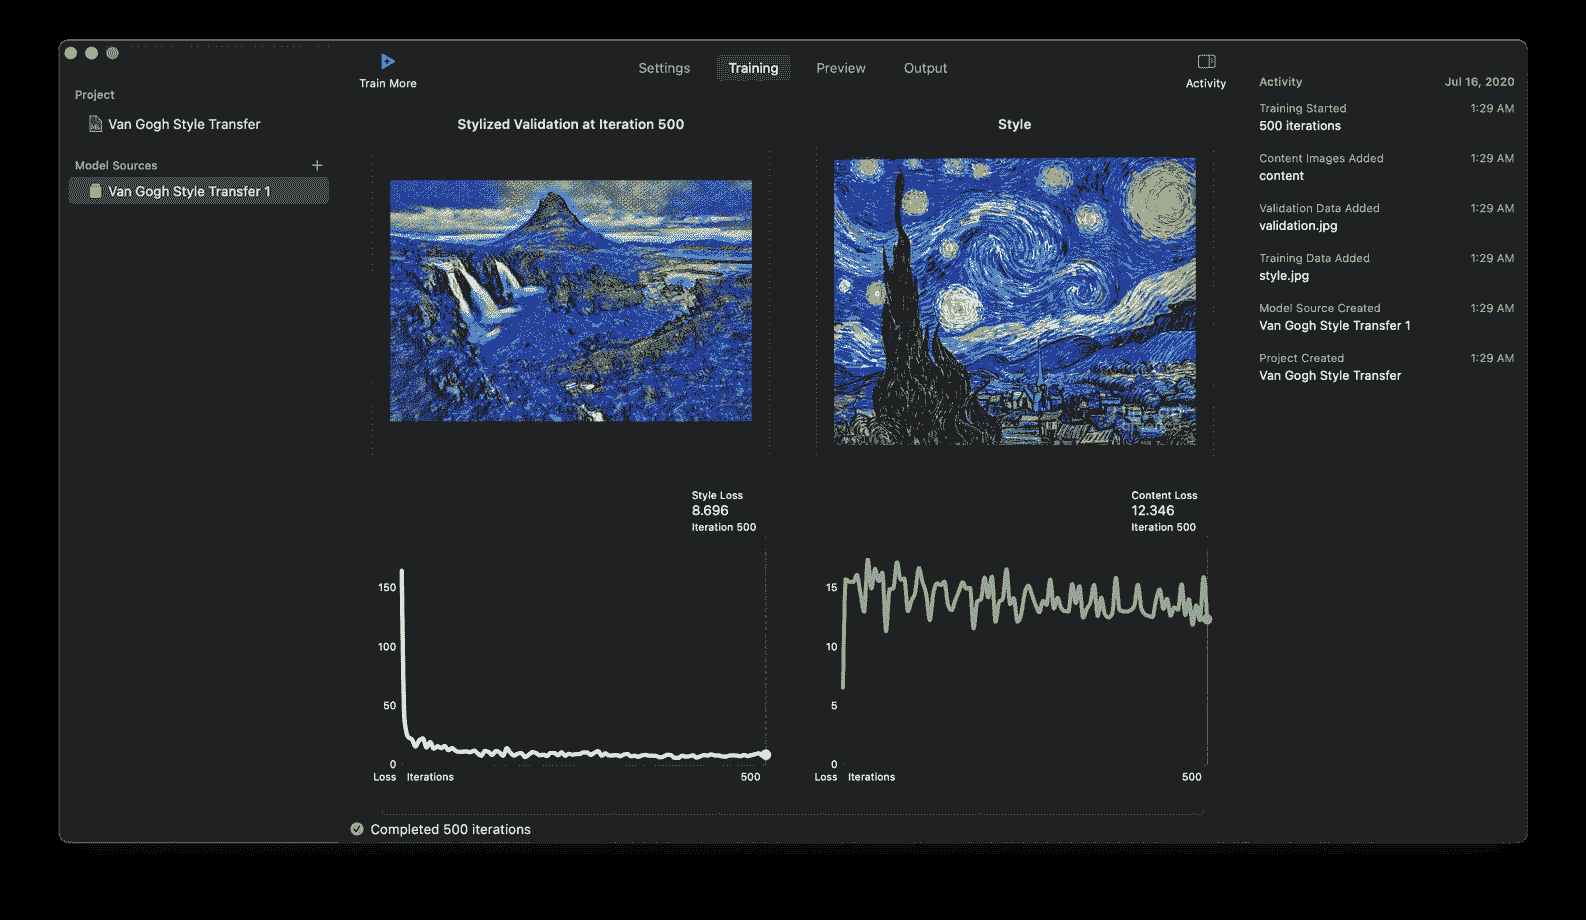 Train More
Settings
Training
Preview
Output
Activity
Project
Van Gogh Style Transfer
Model Sources +
Van Gogh Style Transfer 1
Stylized Validation at Iteration 500
Style
Style Loss
8.696
Iteration 500
150
100
50
0
Loss Iterations 500
Content Loss
12.346
Iteration 500
15
10
5
0
Loss Iterations 500
Completed 500 iterations
Activity Jul 16, 2020
Training Started 1:29 AM
500 iterations
Content Images Added 1:29 AM
content
Validation Data Added 1:29 AM
validation.jpg
Training Data Added 1:29 AM
style.jpg
Model Source Created 1:29 AM
Van Gogh Style Transfer 1
Project Created 1:29 AM
Van Gogh Style Transfer